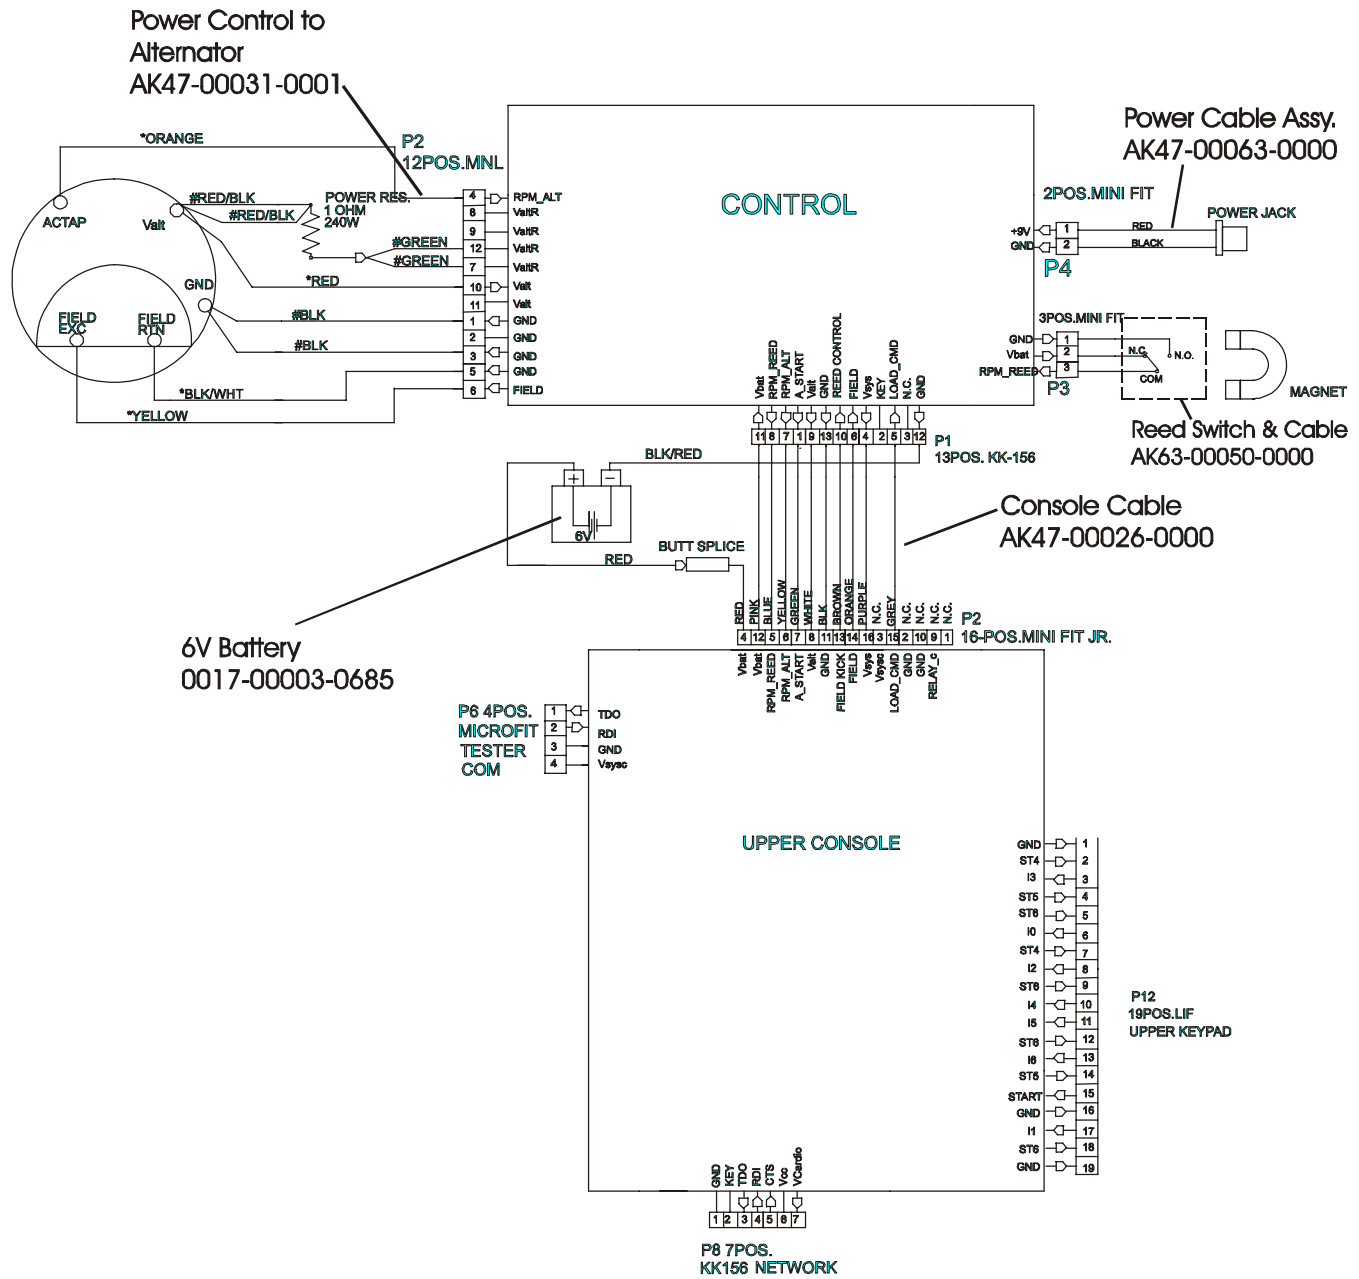 Power Control to
Alternator
AK47-00031-0001
*ORANGE
P2
12POS.MNL
#RED/BLK
#RED/BLK
POWER RES.
1 OHM
240W
ACTAP
Valt
#GREEN
#GREEN
*RED
GND
#BLK
#BLK
FIELD
EXC
FIELD
RTN
*BLK/WHT
*YELLOW
4 RPM_ALT
8 ValtR
9 ValtR
12 ValtR
7 ValtR
10 Valt
11 Valt
1 GND
2 GND
3 GND
5 GND
6 FIELD
CONTROL
Power Cable Assy.
AK47-00063-0000
2POS.MINI FIT
POWER JACK
+9V 1 RED
GND 2 BLACK
P4
3POS.MINI FIT
GND 1
Vbat 2
RPM_REED 3
P3
N.C.
N.O.
COM
MAGNET
Reed Switch & Cable
AK63-00050-0000
Vbat
RPM_REED
RPM_ALT
A_START
Valt
GND
REED CONTROL
FIELD
Vsys
KEY
LOAD_CMD
N.C.
GND
11 8 7 1 9 13 10 6 4 2 5 3 12
P1
13POS. KK-156
BLK/RED
+ −
6V
RED
BUTT SPLICE
Console Cable
AK47-00026-0000
6V Battery
0017-00003-0685
RED
PINK
BLUE
YELLOW
GREEN
WHITE
BLK
BROWN
ORANGE
PURPLE
N.C.
GREY
N.C.
N.C.
N.C.
N.C.
4 12 5 6 7 8 11 13 14 16 3 15 2 10 9 1
P2
16-POS.MINI FIT JR.
Vbat
Vbat
RPM_REED
RPM_ALT
A_START
Valt
GND
FIELD KICK
FIELD
Vsys
Vsysc
LOAD_CMD
GND
GND
RELAY_c
P6 4POS.
MICROFIT
TESTER
COM
1 TDO
2 RDI
3 GND
4 Vsysc
UPPER CONSOLE
GND 1
ST4 2
I3 3
ST5 4
ST6 5
I0 6
ST4 7
I2 8
ST6 9
I4 10
I5 11
ST6 12
I6 13
ST5 14
START 15
GND 16
I1 17
ST6 18
GND 19
P12
19POS.LIF
UPPER KEYPAD
GND
KEY
TDO
RDI
CTS
Vcc
VCardio
1 2 3 4 5 6 7
P8 7POS.
KK156 NETWORK